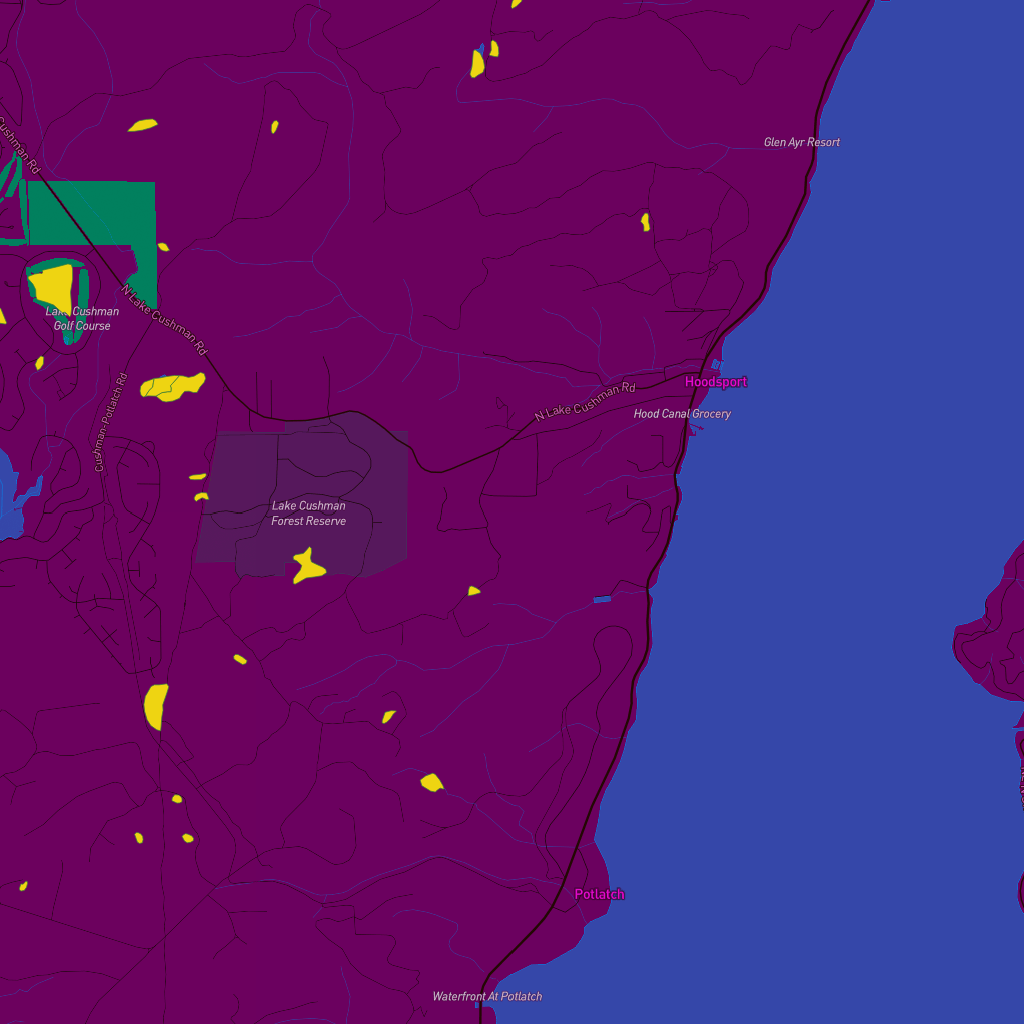 Glen Ayr Resort
Cushman Rd
N Lake Cushman Rd
Lake Cushman
Golf Course
Cushman-Potlatch Rd
Hoodsport
N Lake Cushman Rd
Hood Canal Grocery
Lake Cushman
Forest Reserve
Potlatch
Waterfront At Potlatch